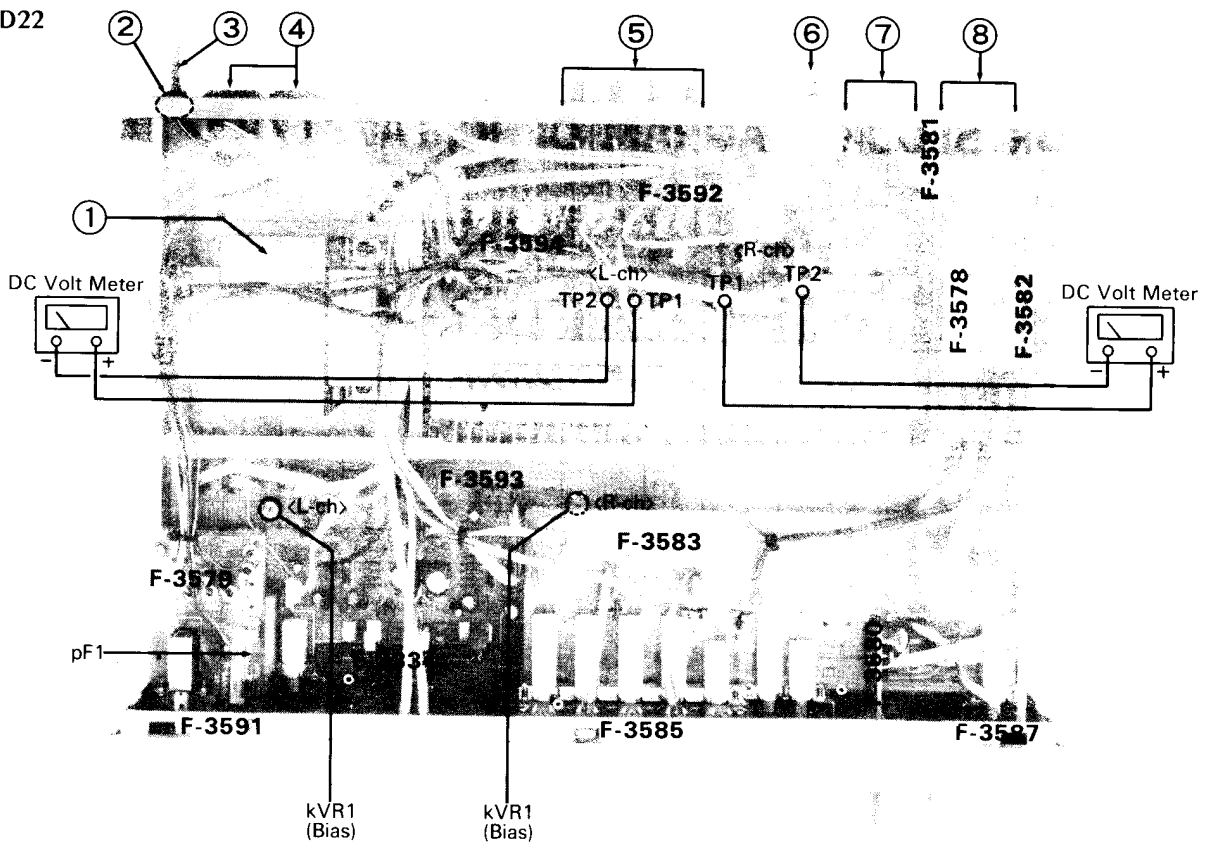 D22
② ③ ④ ⑤ ⑥ ⑦ ⑧
F-3581
F-3592
①
F-3594
<R-ch>
<L-ch>
TP1
TP2
DC Volt Meter
TP2
TP1
F-3578
F-3582
DC Volt Meter
- +
- +
F-3593
<L-ch>
<R-ch>
F-3583
F-3579
pF1
F-3591
F-3585
F-3587
kVR1
(Bias)
kVR1
(Bias)